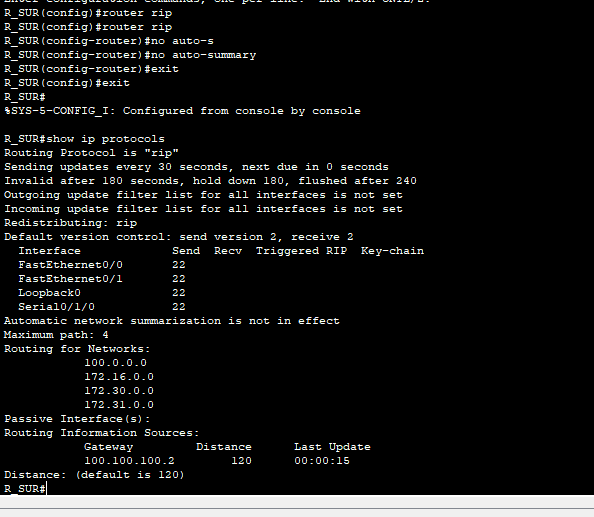 R_SUR(config)#router rip
R_SUR(config)#router rip
R_SUR(config-router)#no auto-s
R_SUR(config-router)#no auto-summary
R_SUR(config-router)#exit
R_SUR(config)#exit
R_SUR#
%SYS-5-CONFIG_I: Configured from console by console
R_SUR#show ip protocols
Routing Protocol is "rip"
Sending updates every 30 seconds, next due in 0 seconds
Invalid after 180 seconds, hold down 180, flushed after 240
Outgoing update filter list for all interfaces is not set
Incoming update filter list for all interfaces is not set
Redistributing: rip
Default version control: send version 2, receive 2
Interface Send Recv Triggered RIP Key-chain
FastEthernet0/0 22
FastEthernet0/1 22
Loopback0 22
Serial0/1/0 22
Automatic network summarization is not in effect
Maximum path: 4
Routing for Networks:
100.0.0.0
172.16.0.0
172.30.0.0
172.31.0.0
Passive Interface(s):
Routing Information Sources:
Gateway Distance Last Update
100.100.100.2 120 00:00:15
Distance: (default is 120)
R_SUR#